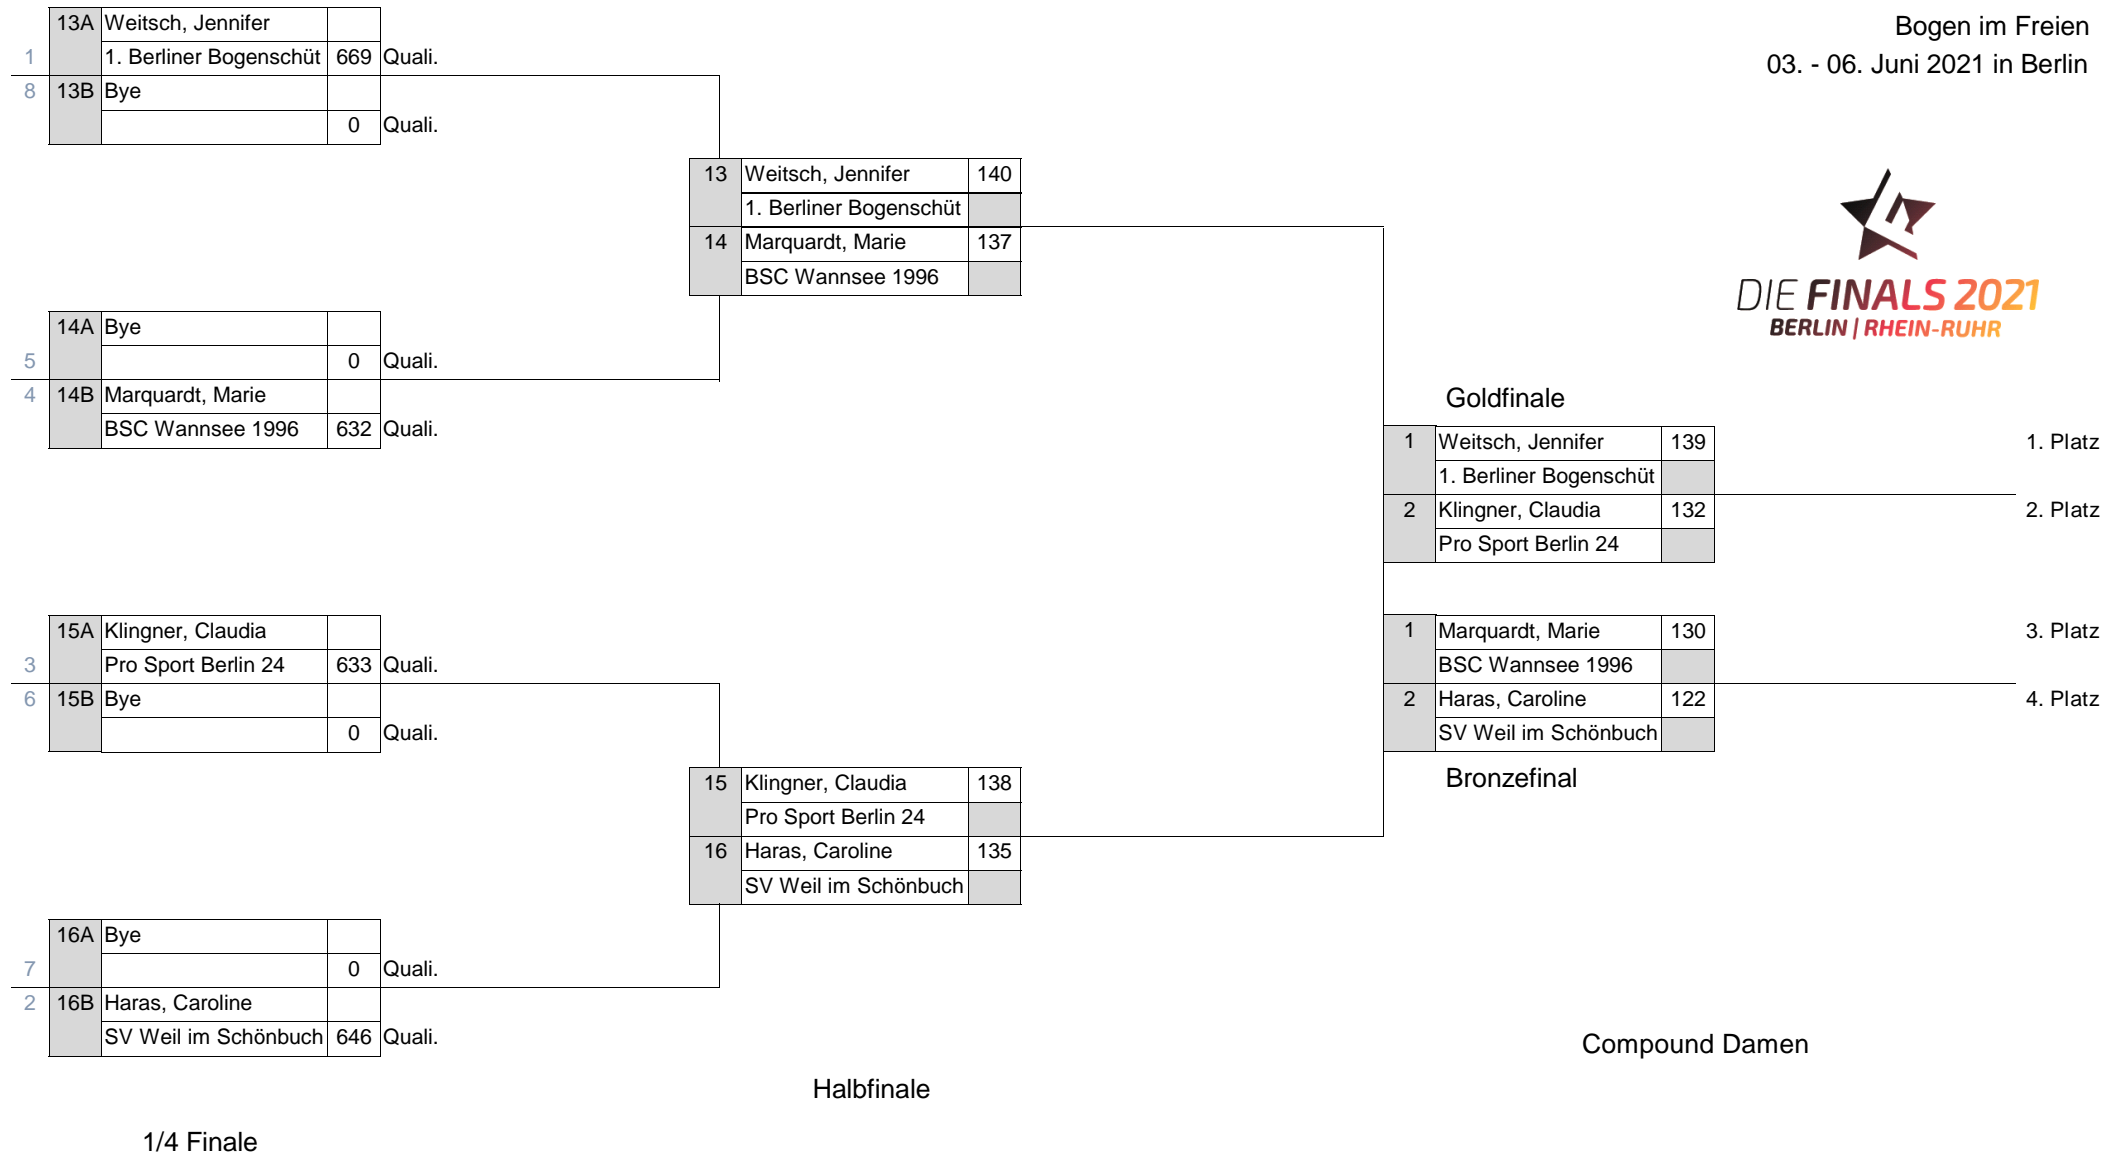 Bogen im Freien
03. - 06. Juni 2021 in Berlin
DIE FINALS 2021
BERLIN | RHEIN-RUHR
13A Weitsch, Jennifer
1 1. Berliner Bogenschüt 669 Quali.
8 13B Bye
0 Quali.
14A Bye
5 0 Quali.
4 14B Marquardt, Marie
BSC Wannsee 1996 632 Quali.
15A Klingner, Claudia
3 Pro Sport Berlin 24 633 Quali.
6 15B Bye
0 Quali.
16A Bye
7 0 Quali.
2 16B Haras, Caroline
SV Weil im Schönbuch 646 Quali.
1/4 Finale
13 Weitsch, Jennifer 140
1. Berliner Bogenschüt
14 Marquardt, Marie 137
BSC Wannsee 1996
15 Klingner, Claudia 138
Pro Sport Berlin 24
16 Haras, Caroline 135
SV Weil im Schönbuch
Halbfinale
Goldfinale
1 Weitsch, Jennifer 139 1. Platz
1. Berliner Bogenschüt
2 Klingner, Claudia 132 2. Platz
Pro Sport Berlin 24
1 Marquardt, Marie 130 3. Platz
BSC Wannsee 1996
2 Haras, Caroline 122 4. Platz
SV Weil im Schönbuch
Bronzefinal
Compound Damen